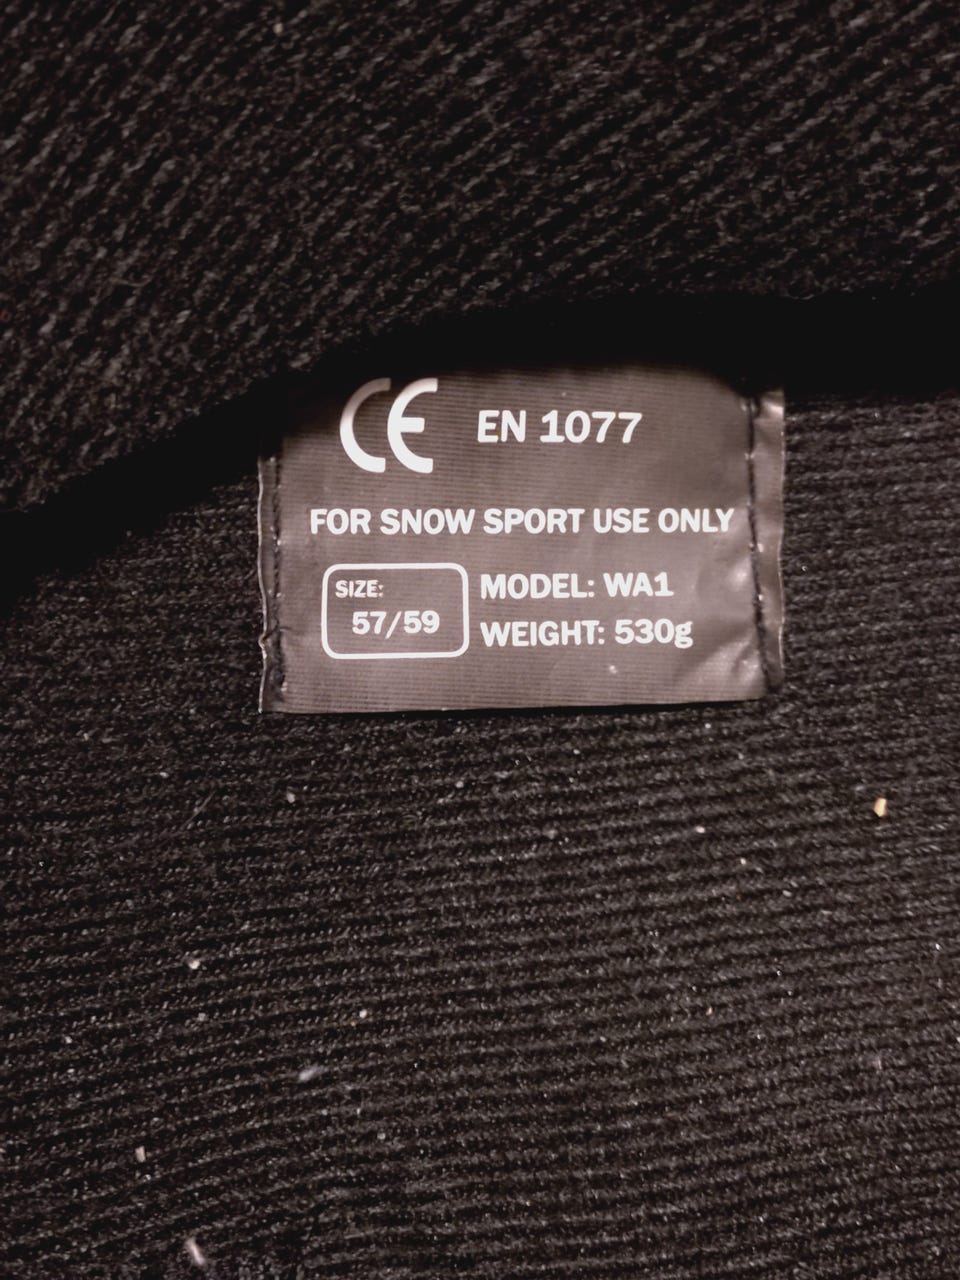 CE EN 1077
FOR SNOW SPORT USE ONLY
SIZE:
57/59
MODEL: WA1
WEIGHT: 530g